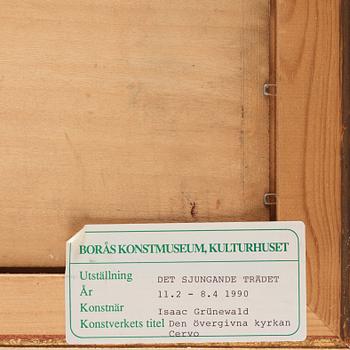 BORÅS KONSTMUSEUM, KULTURHUSET
Utställning DET SJUNGANDE TRÄDET
År 11.2 - 8.4 1990
Konstnär Isaac Grünewald
Konstverkets titel Den övergivna kyrkan
Cervo